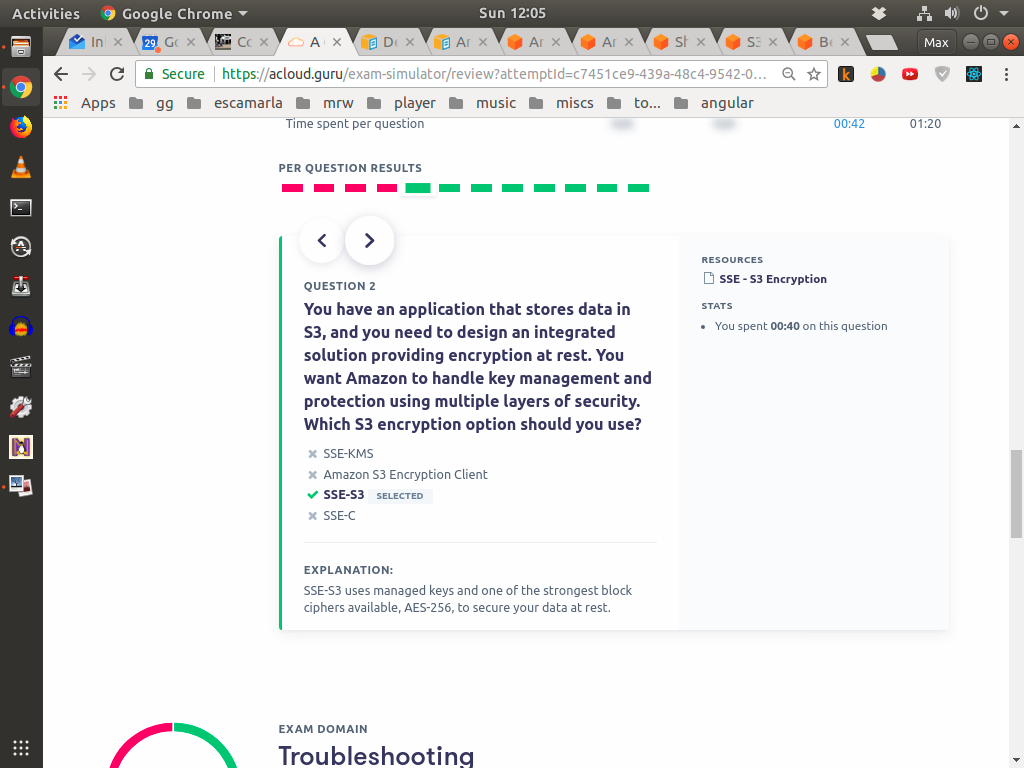 Activities Google Chrome Sun 12:05
In Go Co A De Ar Ar Ar Sh S3 Be Max
Secure https://acloud.guru/exam-simulator/review?attemptId=c7451ce9-439a-48c4-9542-0...
Apps gg escamarla mrw player music miscs to... angular
Time spent per question 00:42 01:20
PER QUESTION RESULTS
QUESTION 2
You have an application that stores data in
S3, and you need to design an integrated
solution providing encryption at rest. You
want Amazon to handle key management and
protection using multiple layers of security.
Which S3 encryption option should you use?
SSE-KMS
Amazon S3 Encryption Client
SSE-S3 SELECTED
SSE-C
EXPLANATION:
SSE-S3 uses managed keys and one of the strongest block
ciphers available, AES-256, to secure your data at rest.
RESOURCES
SSE - S3 Encryption
STATS
You spent 00:40 on this question
EXAM DOMAIN
Troubleshooting